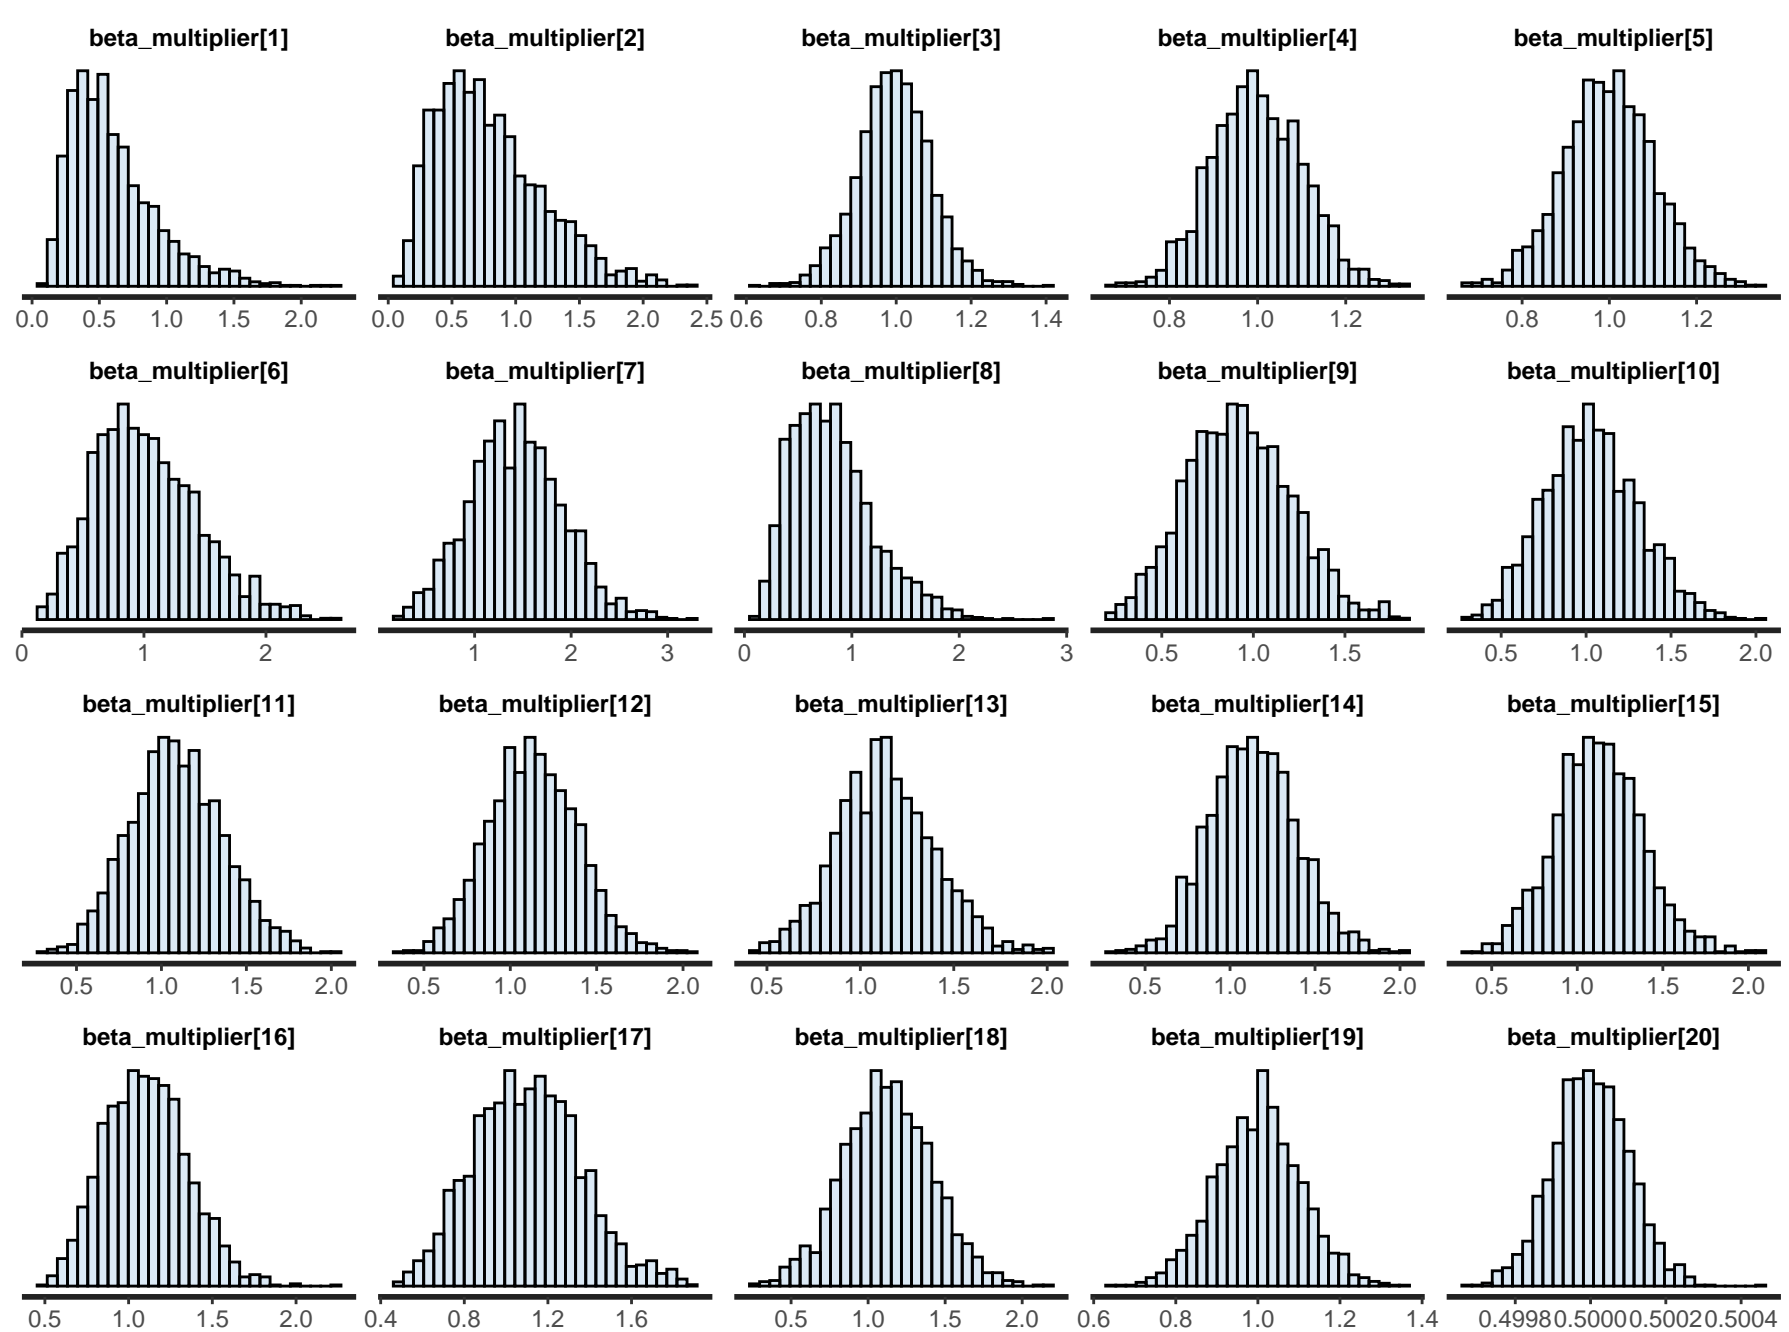 beta_multiplier[1] beta_multiplier[2] beta_multiplier[3] beta_multiplier[4] beta_multiplier[5]
0.0 0.5 1.0 1.5 2.0 0.0 0.5 1.0 1.5 2.0 2.5 0.6 0.8 1.0 1.2 1.4 0.8 1.0 1.2 0.8 1.0 1.2
beta_multiplier[6] beta_multiplier[7] beta_multiplier[8] beta_multiplier[9] beta_multiplier[10]
0 1 2 1 2 3 0 1 2 3 0.5 1.0 1.5 0.5 1.0 1.5 2.0
beta_multiplier[11] beta_multiplier[12] beta_multiplier[13] beta_multiplier[14] beta_multiplier[15]
0.5 1.0 1.5 2.0 0.5 1.0 1.5 2.0 0.5 1.0 1.5 2.0 0.5 1.0 1.5 2.0 0.5 1.0 1.5 2.0
beta_multiplier[16] beta_multiplier[17] beta_multiplier[18] beta_multiplier[19] beta_multiplier[20]
0.5 1.0 1.5 2.0 0.4 0.8 1.2 1.6 0.5 1.0 1.5 2.0 0.6 0.8 1.0 1.2 1.4 0.4998 0.5000 0.5002 0.5004